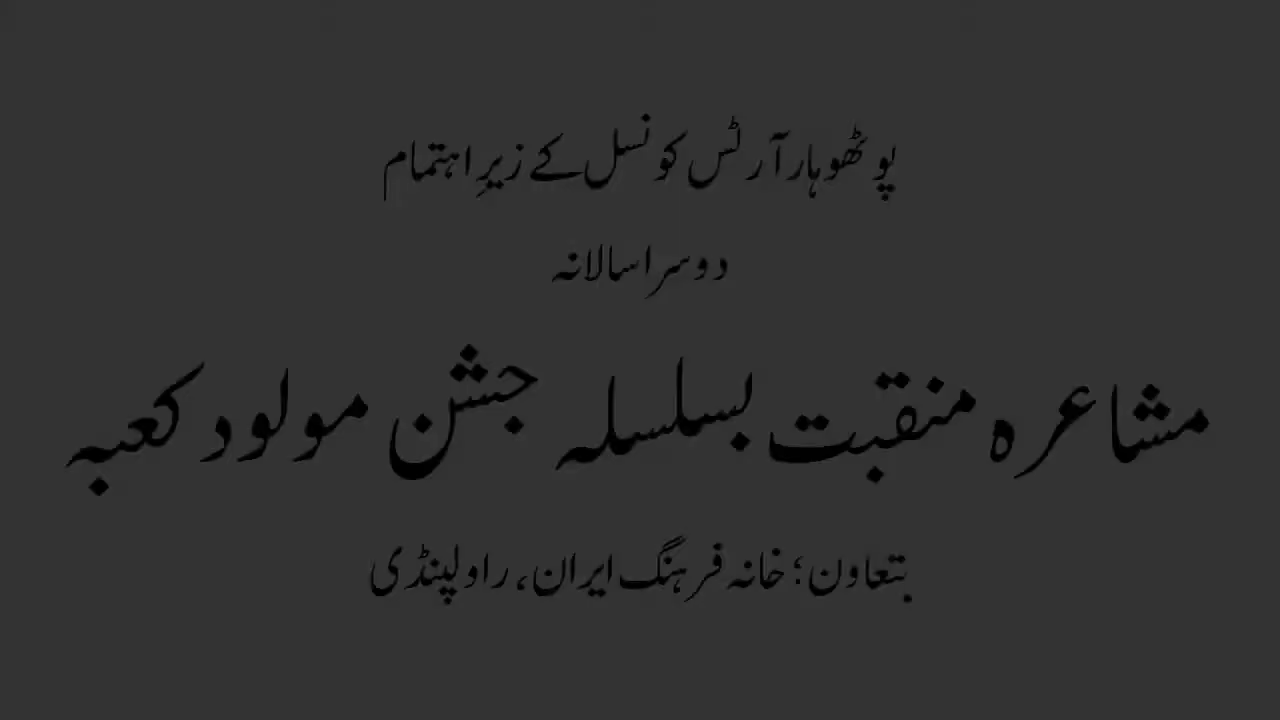 پوٹھوہار آرٹس کونسل کے زیرِ اہتمام
دوسرا سالانہ
مشاعرہ منقبت بسلسلہ جشن مولود کعبہ
بتعاون؛ خانہ فرہنگ ایران، راولپنڈی